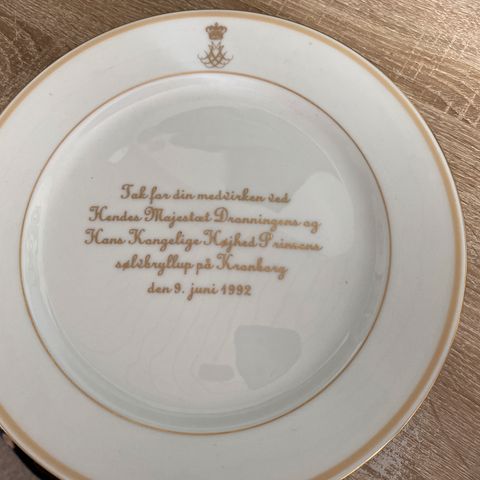 Tak for din medvirken ved
Hendes Majestæt Dronningens og
Hans Kongelige Højhed Prinsens
sølvbryllup på Kronborg
den 9. juni 1992